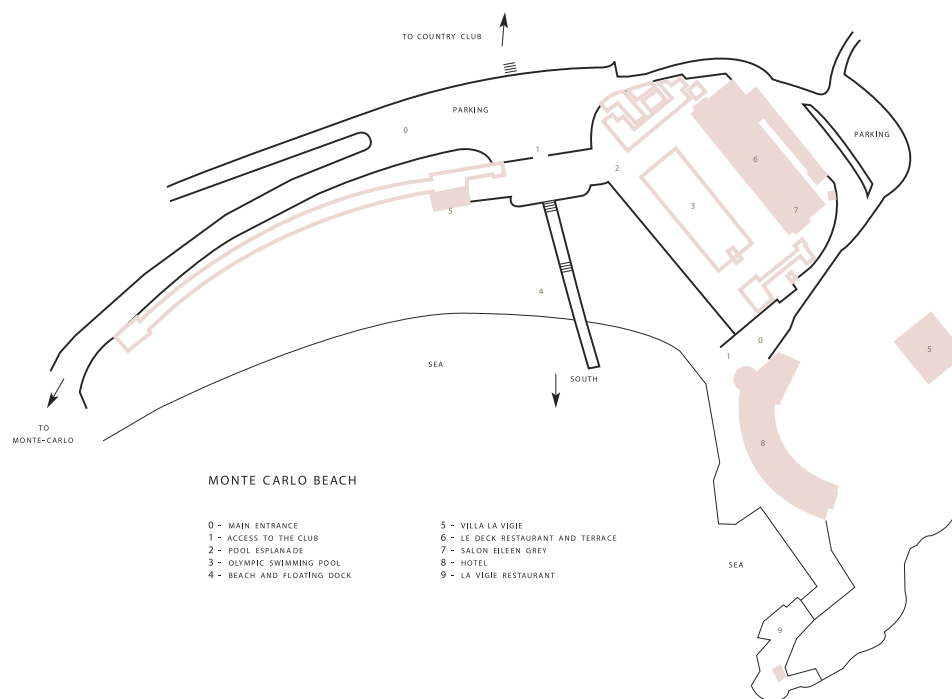 TO COUNTRY CLUB
PARKING
0
1
PARKING
6
2
3
7
5
4
0
1
5
SEA
SOUTH
TO
MONTE-CARLO
8
MONTE CARLO BEACH
0 - MAIN ENTRANCE
1 - ACCESS TO THE CLUB
2 - POOL ESPLANADE
3 - OLYMPIC SWIMMING POOL
4 - BEACH AND FLOATING DOCK
5 - VILLA LA VIGIE
6 - LE DECK RESTAURANT AND TERRACE
7 - SALON EILEEN GREY
8 - HOTEL
9 - LA VIGIE RESTAURANT
SEA
9